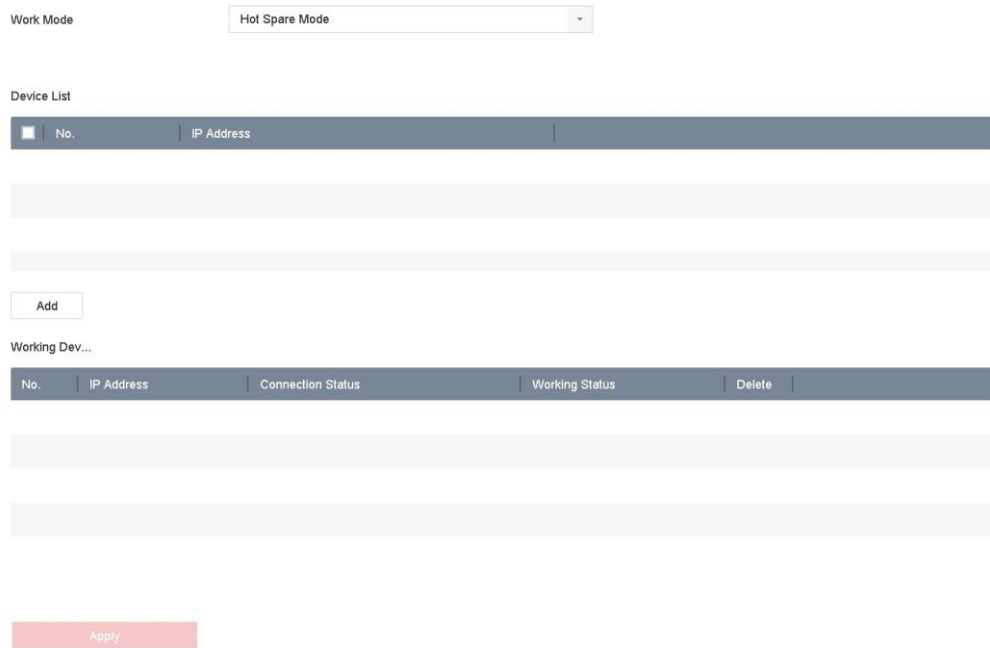 Work Mode Hot Spare Mode
Device List
No. IP Address
Add
Working Dev...
No. IP Address Connection Status Working Status Delete
Apply